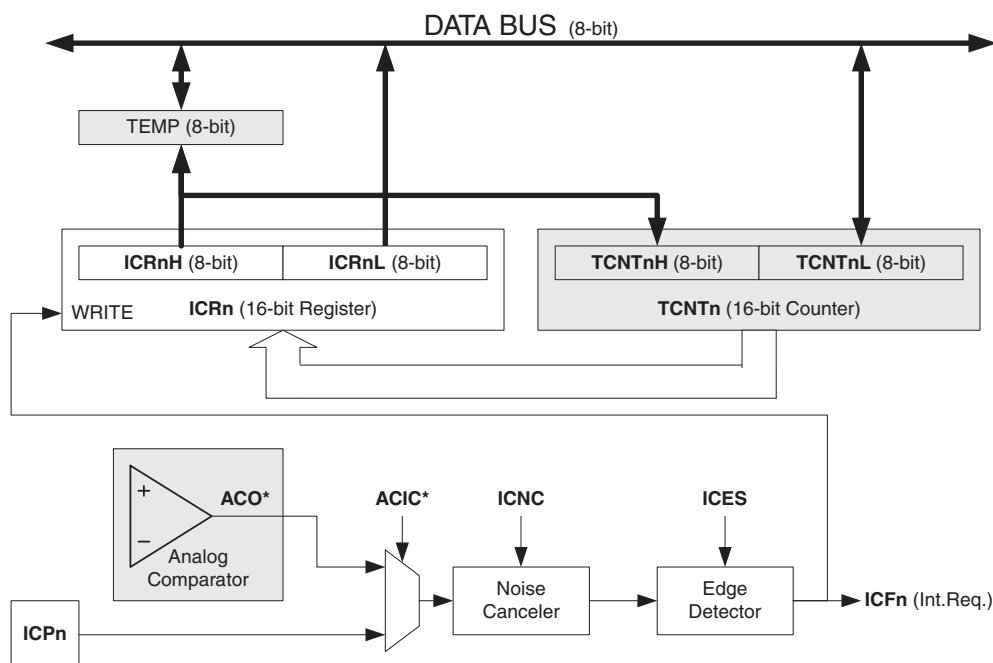 DATA BUS (8-bit)
TEMP (8-bit)
ICRnH (8-bit)
ICRnL (8-bit)
TCNTnH (8-bit)
TCNTnL (8-bit)
WRITE
ICRn (16-bit Register)
TCNTn (16-bit Counter)
+
−
ACO*
Analog
Comparator
ACIC*
ICNC
ICES
Noise
Canceler
Edge
Detector
ICFn (Int.Req.)
ICPn